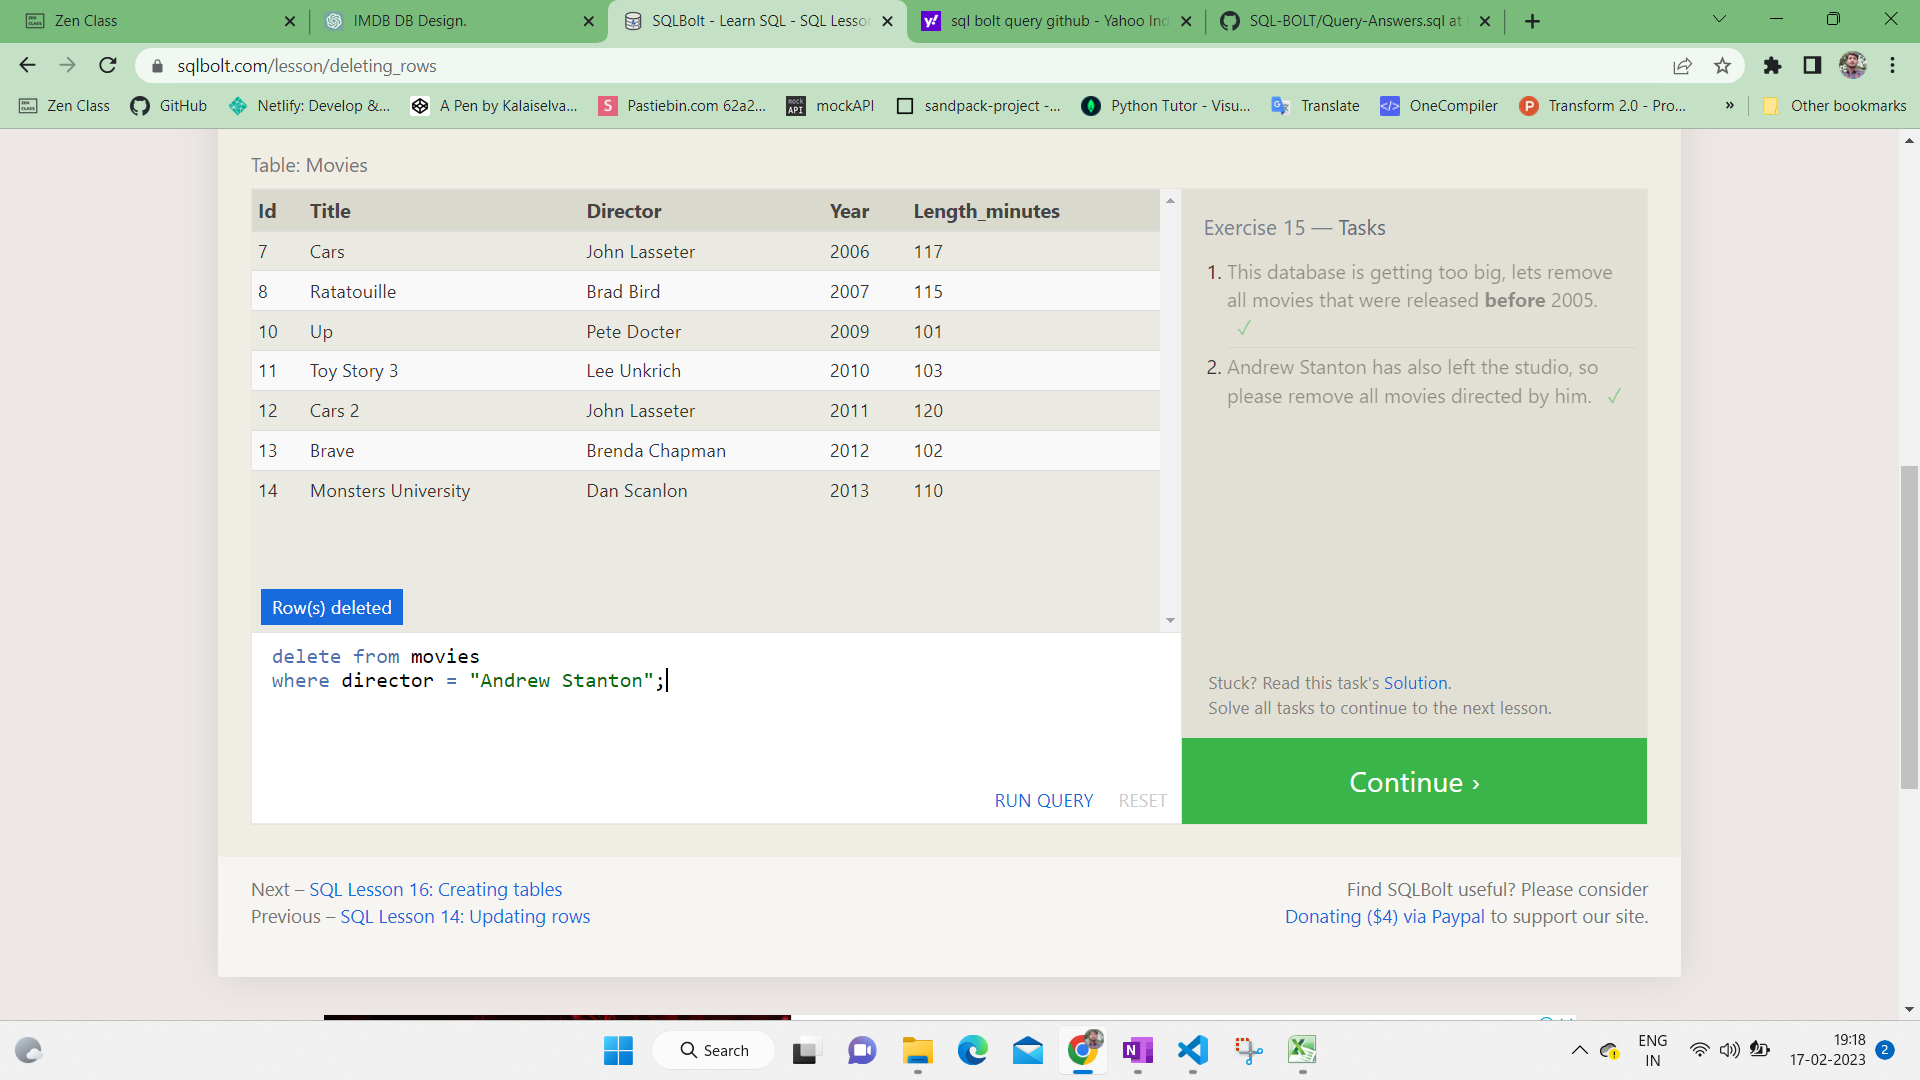 Zen Class
IMDB DB Design.
SQLBolt - Learn SQL - SQL Lesson
sql bolt query github - Yahoo Ind
SQL-BOLT/Query-Answers.sql at
sqlbolt.com/lesson/deleting_rows
Zen Class
GitHub
Netlify: Develop &...
A Pen by Kalaiselva...
Pastiebin.com 62a2...
mockAPI
sandpack-project -...
Python Tutor - Visu...
Translate
OneCompiler
Transform 2.0 - Pro...
»
Other bookmarks
Table: Movies
Id Title Director Year Length_minutes
7 Cars John Lasseter 2006 117
8 Ratatouille Brad Bird 2007 115
10 Up Pete Docter 2009 101
11 Toy Story 3 Lee Unkrich 2010 103
12 Cars 2 John Lasseter 2011 120
13 Brave Brenda Chapman 2012 102
14 Monsters University Dan Scanlon 2013 110
Row(s) deleted
delete from movies
where director = "Andrew Stanton";
RUN QUERY RESET
Exercise 15 — Tasks
1. This database is getting too big, lets remove
all movies that were released before 2005.
✓
2. Andrew Stanton has also left the studio, so
please remove all movies directed by him. ✓
Stuck? Read this task's Solution.
Solve all tasks to continue to the next lesson.
Continue ›
Next – SQL Lesson 16: Creating tables
Previous – SQL Lesson 14: Updating rows
Find SQLBolt useful? Please consider
Donating ($4) via Paypal to support our site.
Search
ENG
IN
19:18
17-02-2023
2